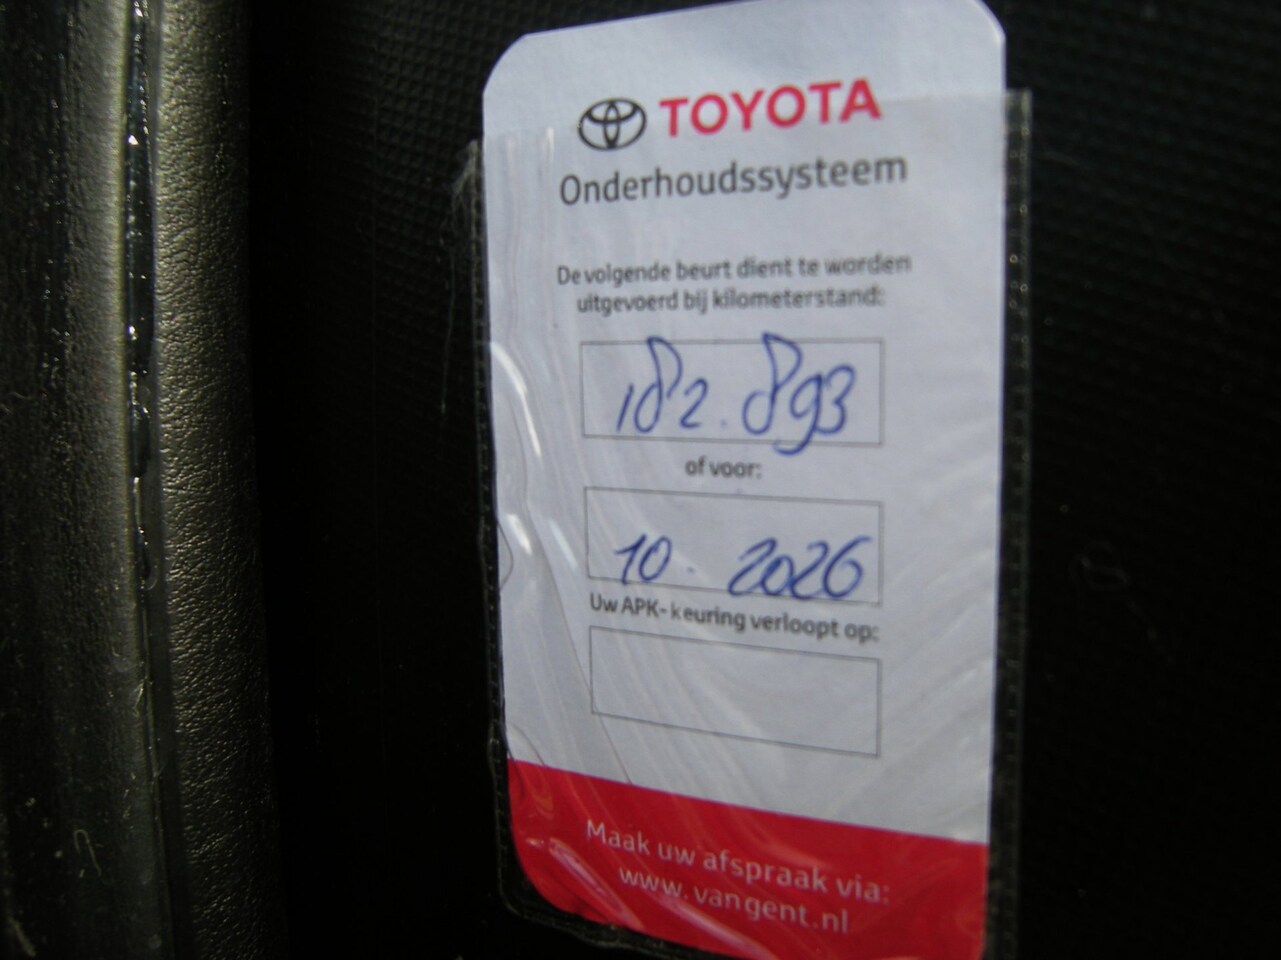 TOYOTA
Onderhoudssysteem
De volgende beurt dient te worden
uitgevoerd bij kilometerstand:
182.893
of voor:
10. 2026
Uw APK-keuring verloopt op:
Maak uw afspraak via:
www.vangent.nl